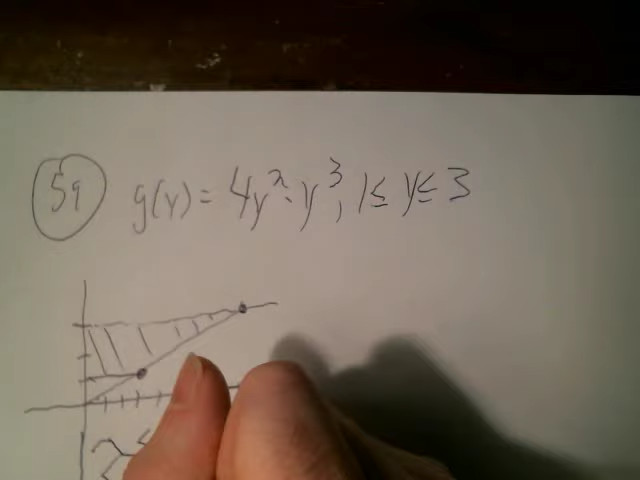 59 g(y) = 4y² - y³, 1 ≤ y ≤ 3